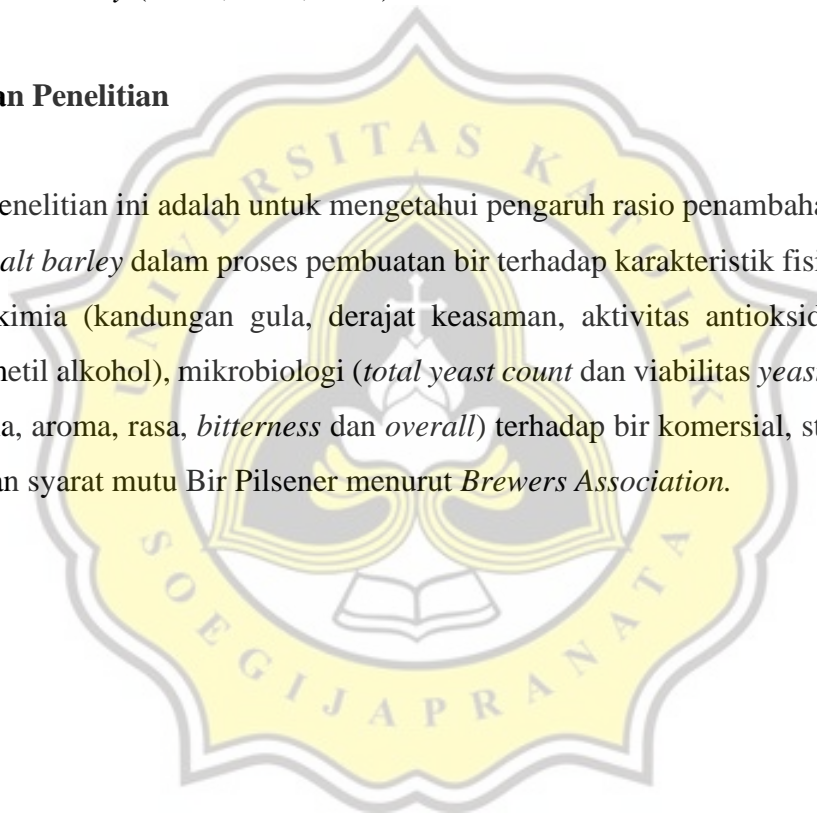 an Penelitian
enelitian ini adalah untuk mengetahui pengaruh rasio penambaha
alt barley dalam proses pembuatan bir terhadap karakteristik fisi
kimia (kandungan gula, derajat keasaman, aktivitas antioksid
netil alkohol), mikrobiologi (total yeast count dan viabilitas yeas
a, aroma, rasa, bitterness dan overall) terhadap bir komersial, st
an syarat mutu Bir Pilsener menurut Brewers Association.
UNIVERSITAS KATOLIK
SOEGIJAPRANATA